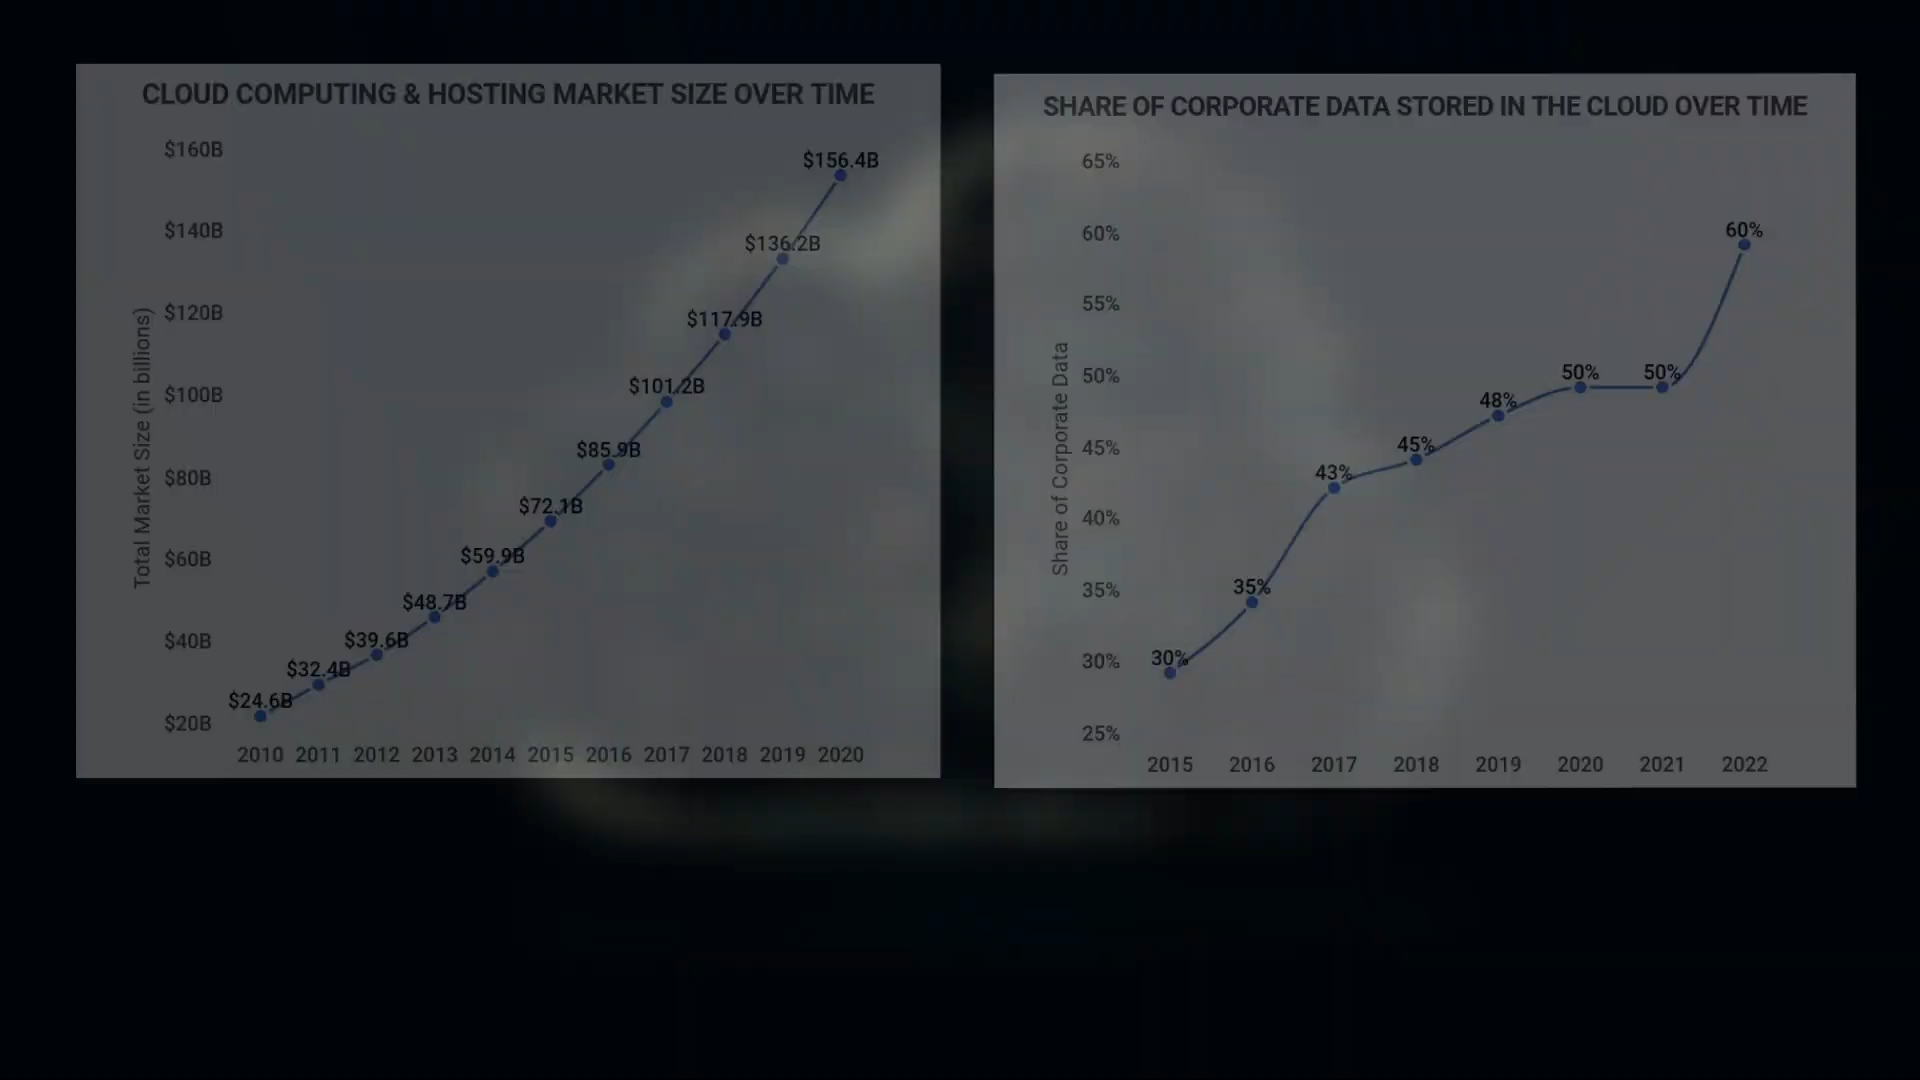 CLOUD COMPUTING & HOSTING MARKET SIZE OVER TIME
Total Market Size (in billions)
$160B
$140B
$120B
$100B
$80B
$60B
$40B
$20B
$24.6B
$32.4B
$39.6B
$48.7B
$59.9B
$72.1B
$85.9B
$101.2B
$117.9B
$136.2B
$156.4B
2010 2011 2012 2013 2014 2015 2016 2017 2018 2019 2020
SHARE OF CORPORATE DATA STORED IN THE CLOUD OVER TIME
Share of Corporate Data
65%
60%
55%
50%
45%
40%
35%
30%
25%
30%
35%
43%
45%
48%
50%
50%
60%
2015 2016 2017 2018 2019 2020 2021 2022